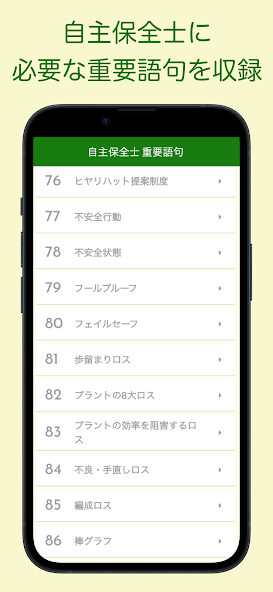 自主保全士に
必要な重要語句を収録
自主保全士 重要語句
76 ヒヤリハット提案制度
77 不安全行動
78 不安全状態
79 フールプルーフ
80 フェイルセーフ
81 歩留まりロス
82 プラントの8大ロス
83 プラントの効率を阻害するロ
ス
84 不良・手直しロス
85 編成ロス
86 棒グラフ